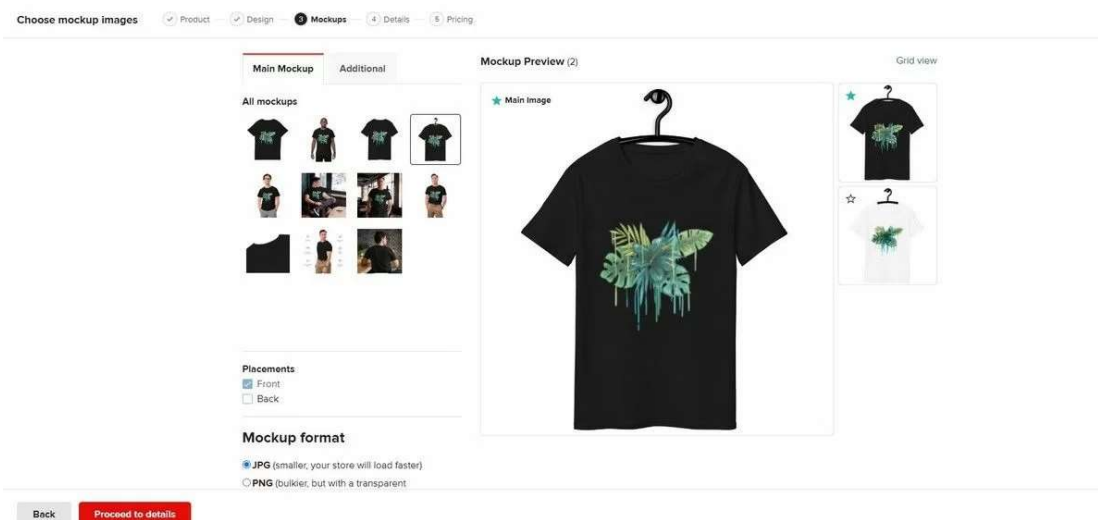 Choose mockup images
Product
Design
3 Mockups
4 Details
5 Pricing
Main Mockup
Additional
All mockups
Placements
Front
Back
Mockup format
JPG (smaller, your store will load faster)
PNG (bulkier, but with a transparent
Mockup Preview (2)
Grid view
Main Image
Back
Proceed to details